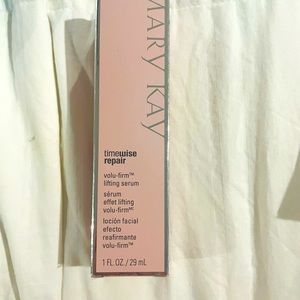 MARY KAY
timewise
repair
volu-firm™
lifting serum
sérum
effet lifting
volu-firmᴹᶜ
loción facial
efecto
reafirmante
volu-firm™
1 FL. OZ. / 29 mL